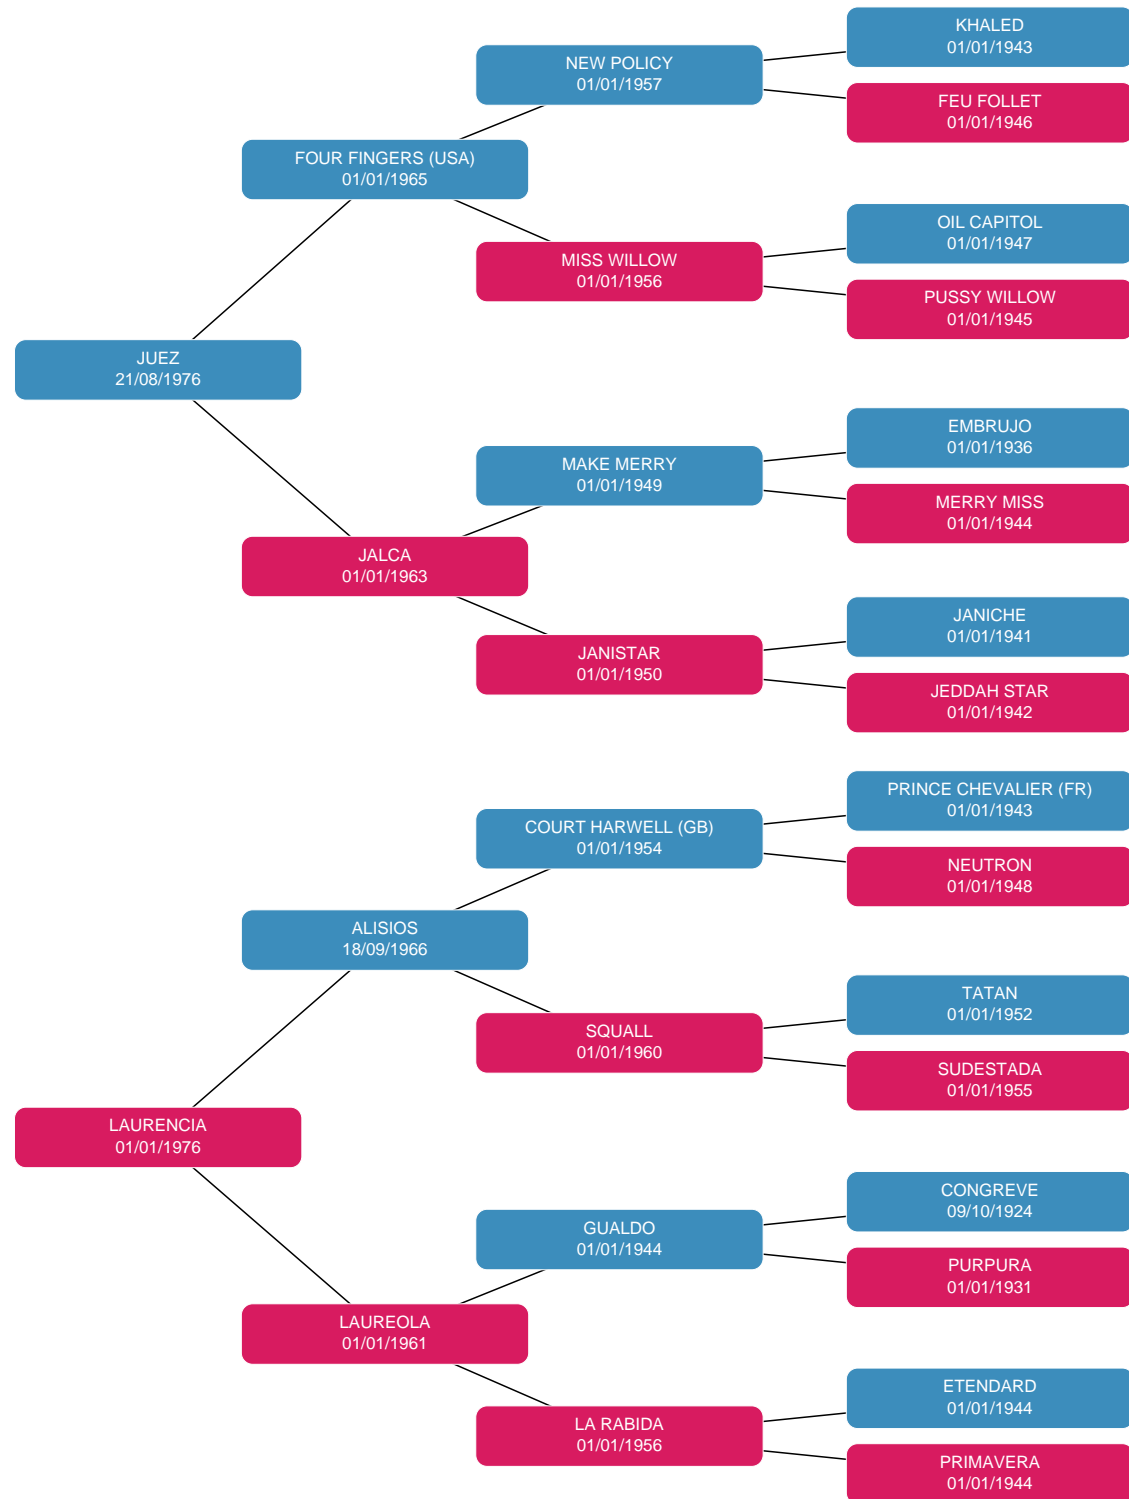 KHALED
01/01/1943
NEW POLICY
01/01/1957
FEU FOLLET
01/01/1946
FOUR FINGERS (USA)
01/01/1965
OIL CAPITOL
01/01/1947
MISS WILLOW
01/01/1956
PUSSY WILLOW
01/01/1945
JUEZ
21/08/1976
EMBRUJO
01/01/1936
MAKE MERRY
01/01/1949
MERRY MISS
01/01/1944
JALCA
01/01/1963
JANICHE
01/01/1941
JANISTAR
01/01/1950
JEDDAH STAR
01/01/1942
PRINCE CHEVALIER (FR)
01/01/1943
COURT HARWELL (GB)
01/01/1954
NEUTRON
01/01/1948
ALISIOS
18/09/1966
TATAN
01/01/1952
SQUALL
01/01/1960
SUDESTADA
01/01/1955
LAURENCIA
01/01/1976
CONGREVE
09/10/1924
GUALDO
01/01/1944
PURPURA
01/01/1931
LAUREOLA
01/01/1961
ETENDARD
01/01/1944
LA RABIDA
01/01/1956
PRIMAVERA
01/01/1944